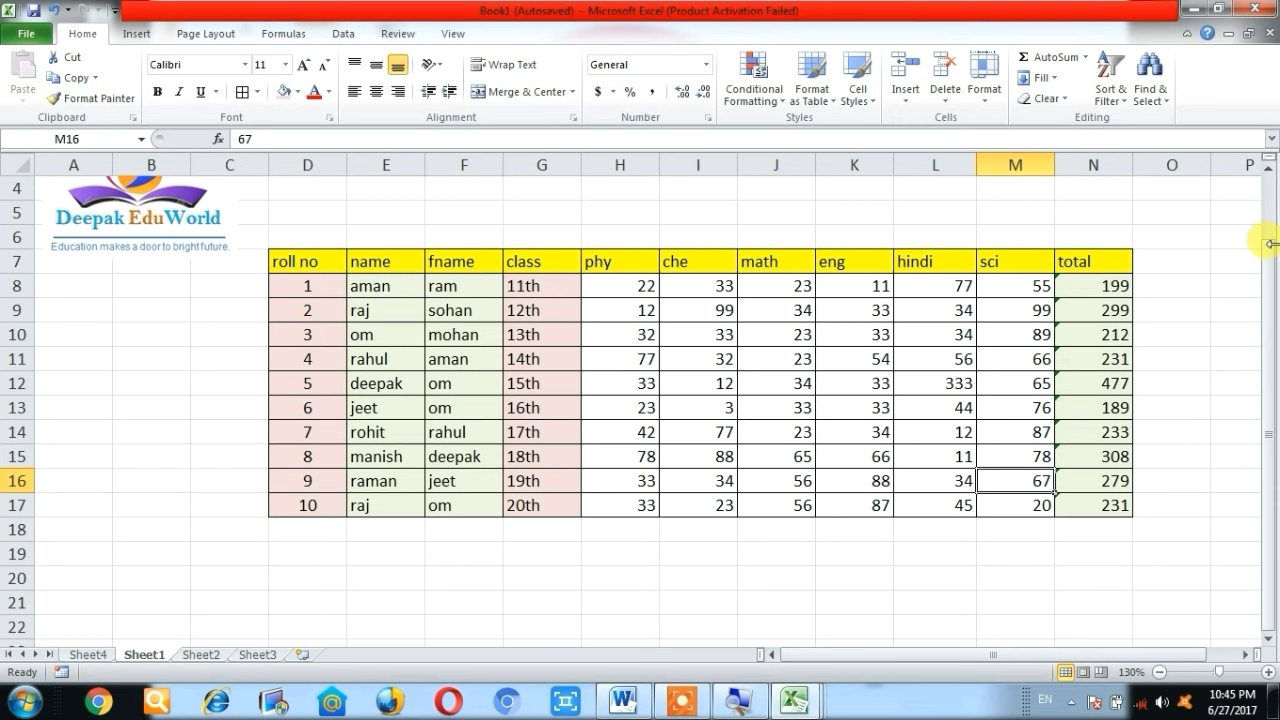 Book1 (Autosaved) - Microsoft Excel (Product Activation Failed)
File Home Insert Page Layout Formulas Data Review View
Paste Cut Copy Format Painter Clipboard
Calibri 11 B I U A Font
Wrap Text Merge & Center Alignment
General $ % , Number
Conditional Formatting Format as Table Cell Styles Styles
Insert Delete Format Cells
Σ AutoSum Fill Clear Sort & Filter Find & Select Editing
M16 fx 67
A B C D E F G H I J K L M N O P
4
5 Deepak EduWorld
6 Education makes a door to bright future.
7 roll no name fname class phy che math eng hindi sci total
8 1 aman ram 11th 22 33 23 11 77 55 199
9 2 raj sohan 12th 12 99 34 33 34 99 299
10 3 om mohan 13th 32 33 23 33 34 89 212
11 4 rahul aman 14th 77 32 23 54 56 66 231
12 5 deepak om 15th 33 12 34 33 333 65 477
13 6 jeet om 16th 23 3 33 33 44 76 189
14 7 rohit rahul 17th 42 77 23 34 12 87 233
15 8 manish deepak 18th 78 88 65 66 11 78 308
16 9 raman jeet 19th 33 34 56 88 34 67 279
17 10 raj om 20th 33 23 56 87 45 20 231
18
19
20
21
22
Sheet4 Sheet1 Sheet2 Sheet3
Ready 130%
EN 10:45 PM
6/27/2017